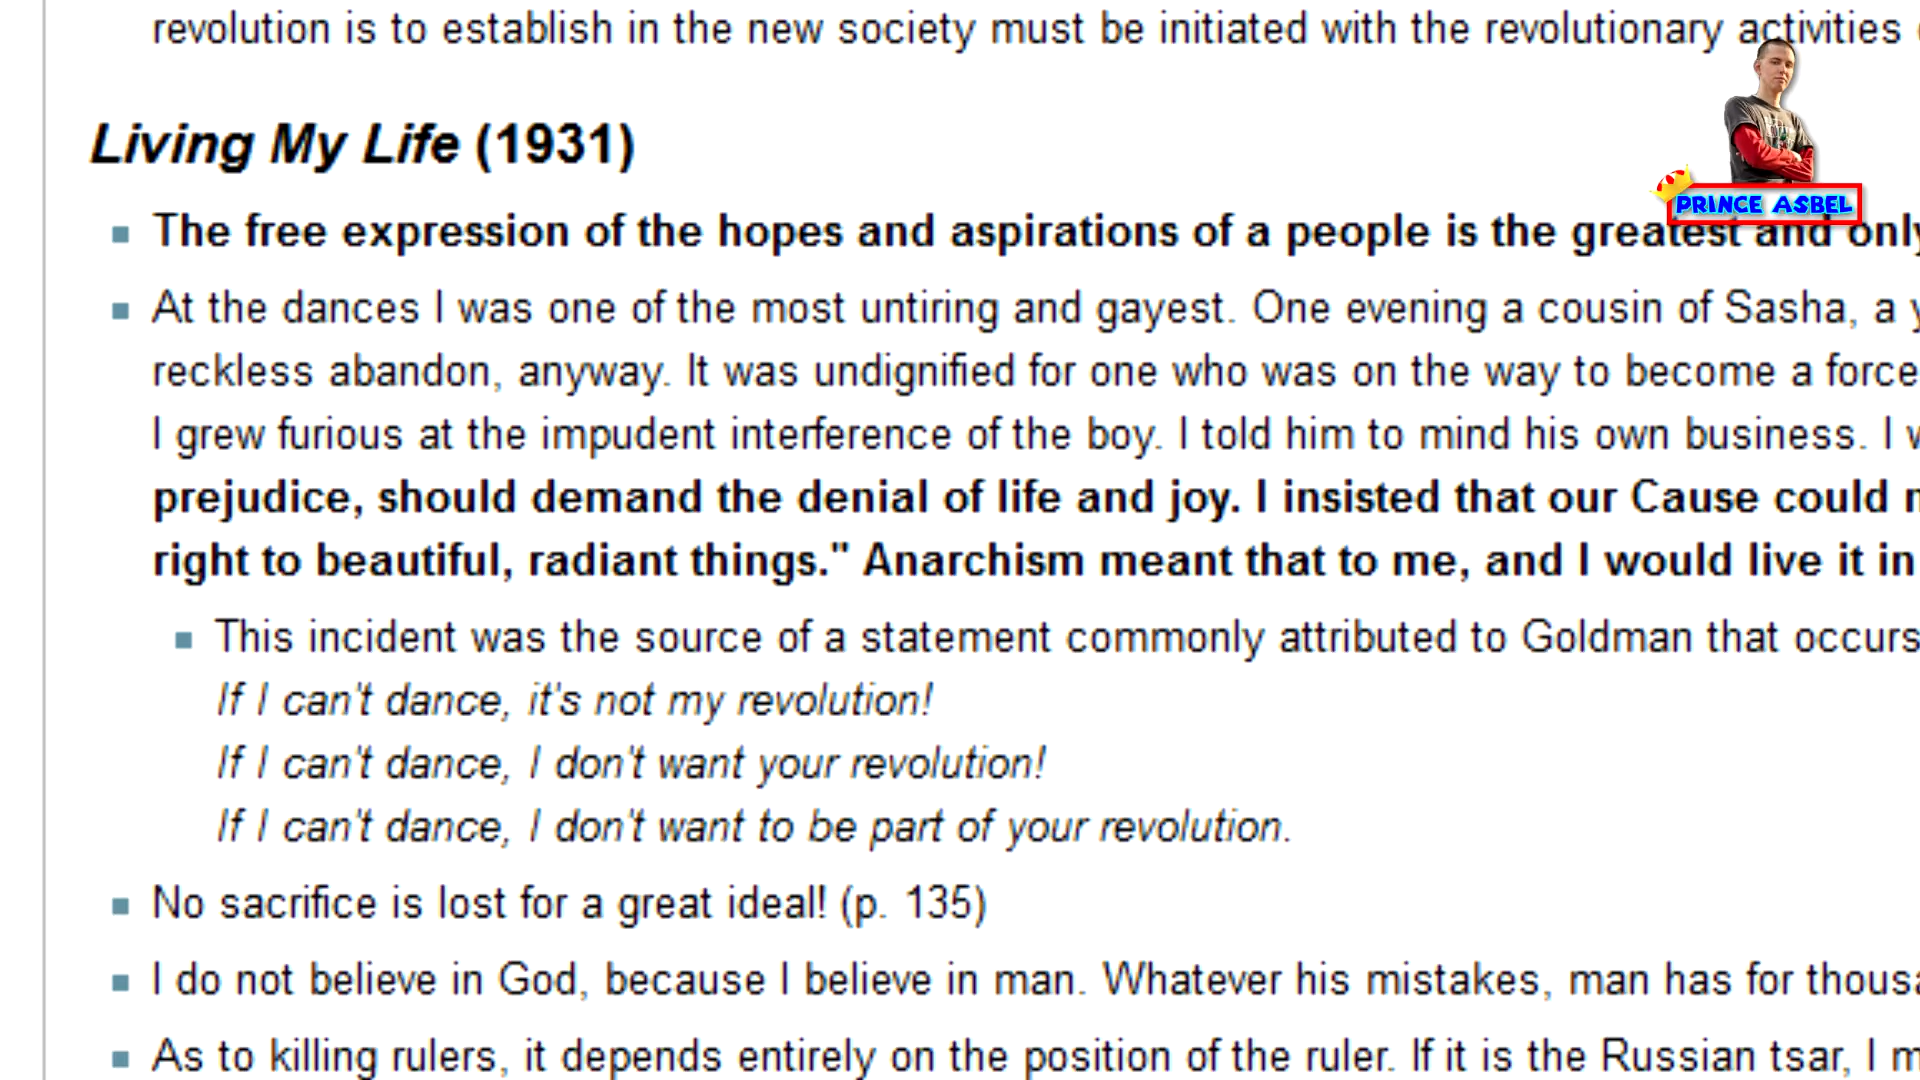 revolution is to establish in the new society must be initiated with the revolutionary activities
Living My Life (1931)
PRINCE ASBEL
The free expression of the hopes and aspirations of a people is the greatest and only
At the dances I was one of the most untiring and gayest. One evening a cousin of Sasha, a
reckless abandon, anyway. It was undignified for one who was on the way to become a force
I grew furious at the impudent interference of the boy. I told him to mind his own business. I
prejudice, should demand the denial of life and joy. I insisted that our Cause could
right to beautiful, radiant things." Anarchism meant that to me, and I would live it in
This incident was the source of a statement commonly attributed to Goldman that occurs
If I can't dance, it's not my revolution!
If I can't dance, I don't want your revolution!
If I can't dance, I don't want to be part of your revolution.
No sacrifice is lost for a great ideal! (p. 135)
I do not believe in God, because I believe in man. Whatever his mistakes, man has for
As to killing rulers, it depends entirely on the position of the ruler. If it is the Russian tsar, I